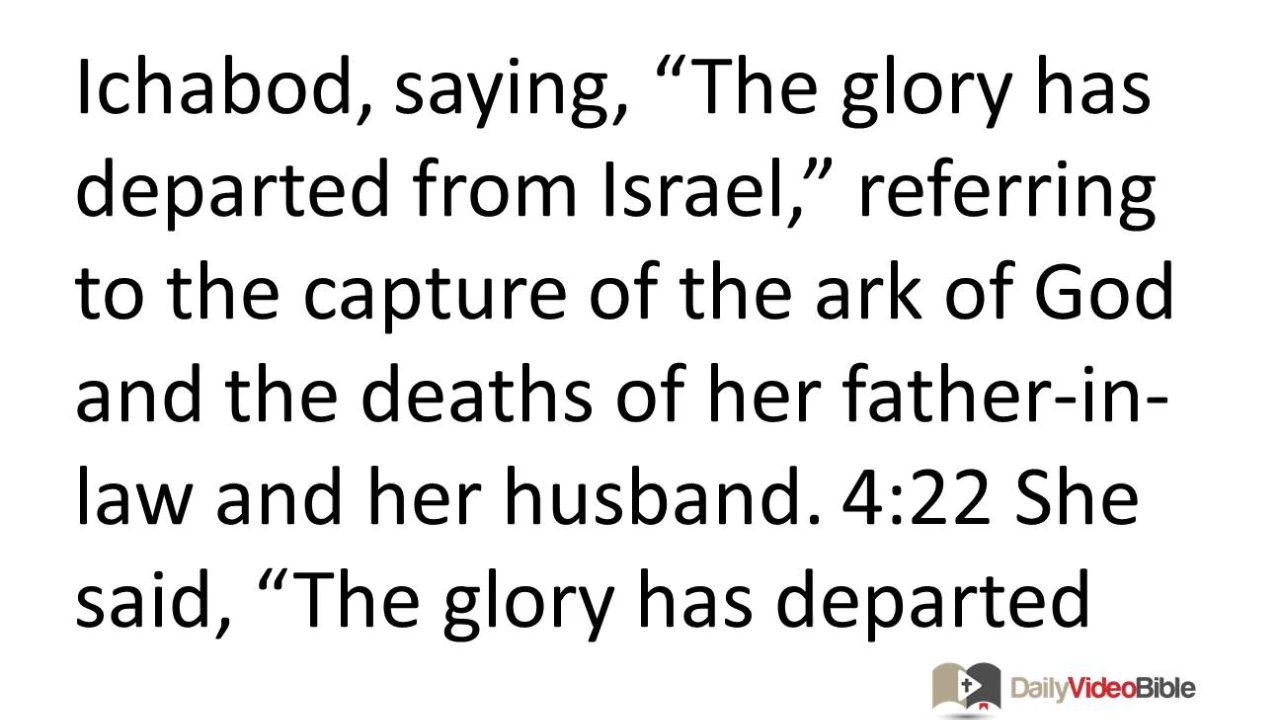 Ichabod, saying, “The glory has
departed from Israel,” referring
to the capture of the ark of God
and the deaths of her father-in-
law and her husband. 4:22 She
said, “The glory has departed
DailyVideoBible